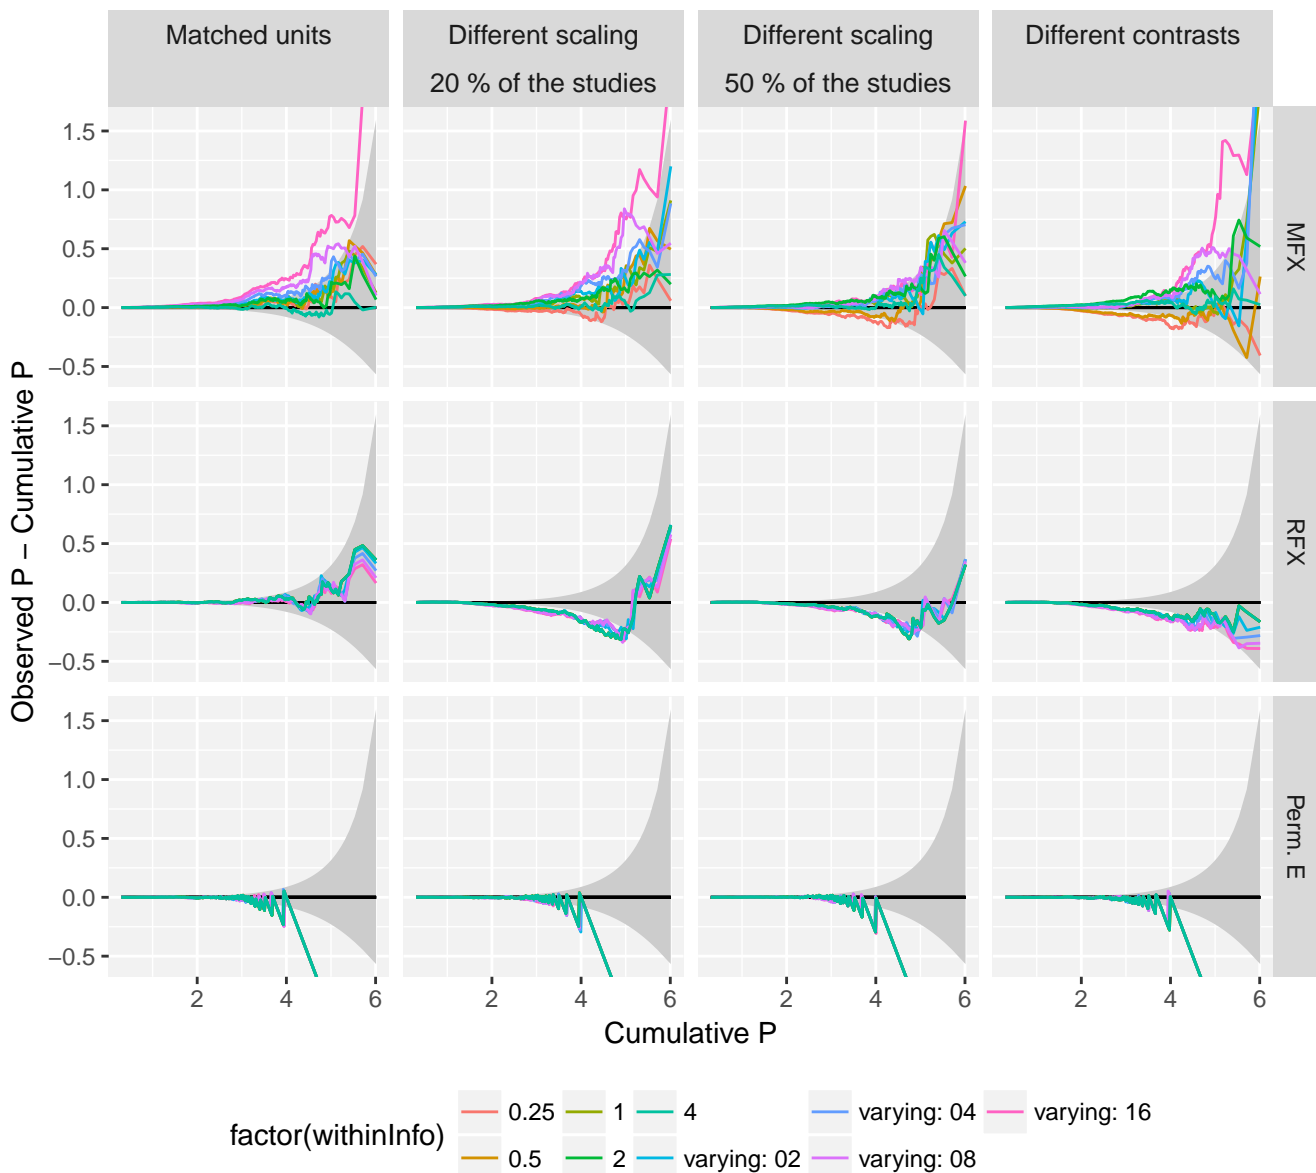 Matched units
Different scaling
20 % of the studies
Different scaling
50 % of the studies
Different contrasts
Observed P − Cumulative P
1.5
1.0
0.5
0.0
−0.5
MFX
1.5
1.0
0.5
0.0
−0.5
RFX
1.5
1.0
0.5
0.0
−0.5
Perm. E
2 4 6
2 4 6
2 4 6
2 4 6
Cumulative P
factor(withinInfo)
0.25 1 4 varying: 04 varying: 16
0.5 2 varying: 02 varying: 08